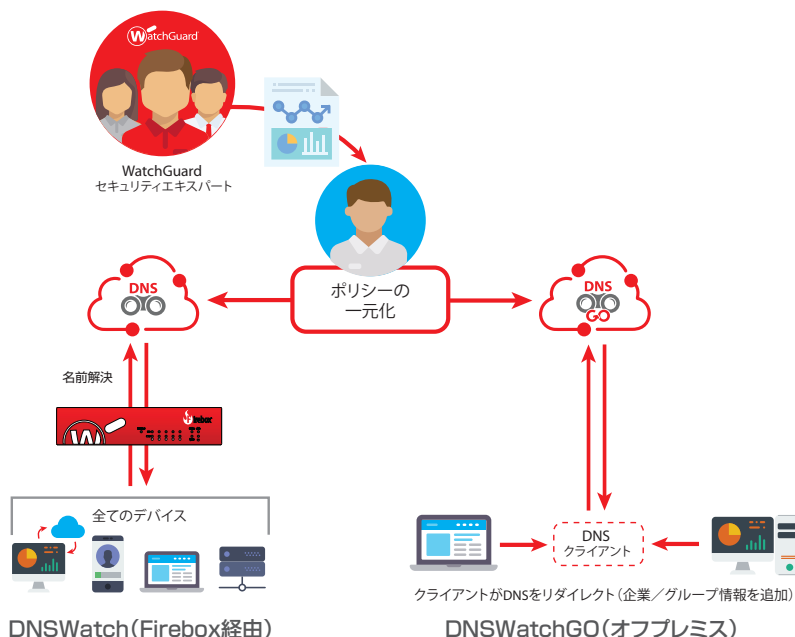 WatchGuard
WatchGuard
セキュリティエキスパート
DNS
ポリシーの
一元化
DNS
GO
名前解決
Firebox
全てのデバイス
DNS
クライアント
クライアントがDNSをリダイレクト（企業／グループ情報を追加）
DNSWatch（Firebox経由）
DNSWatchGO（オフプレミス）